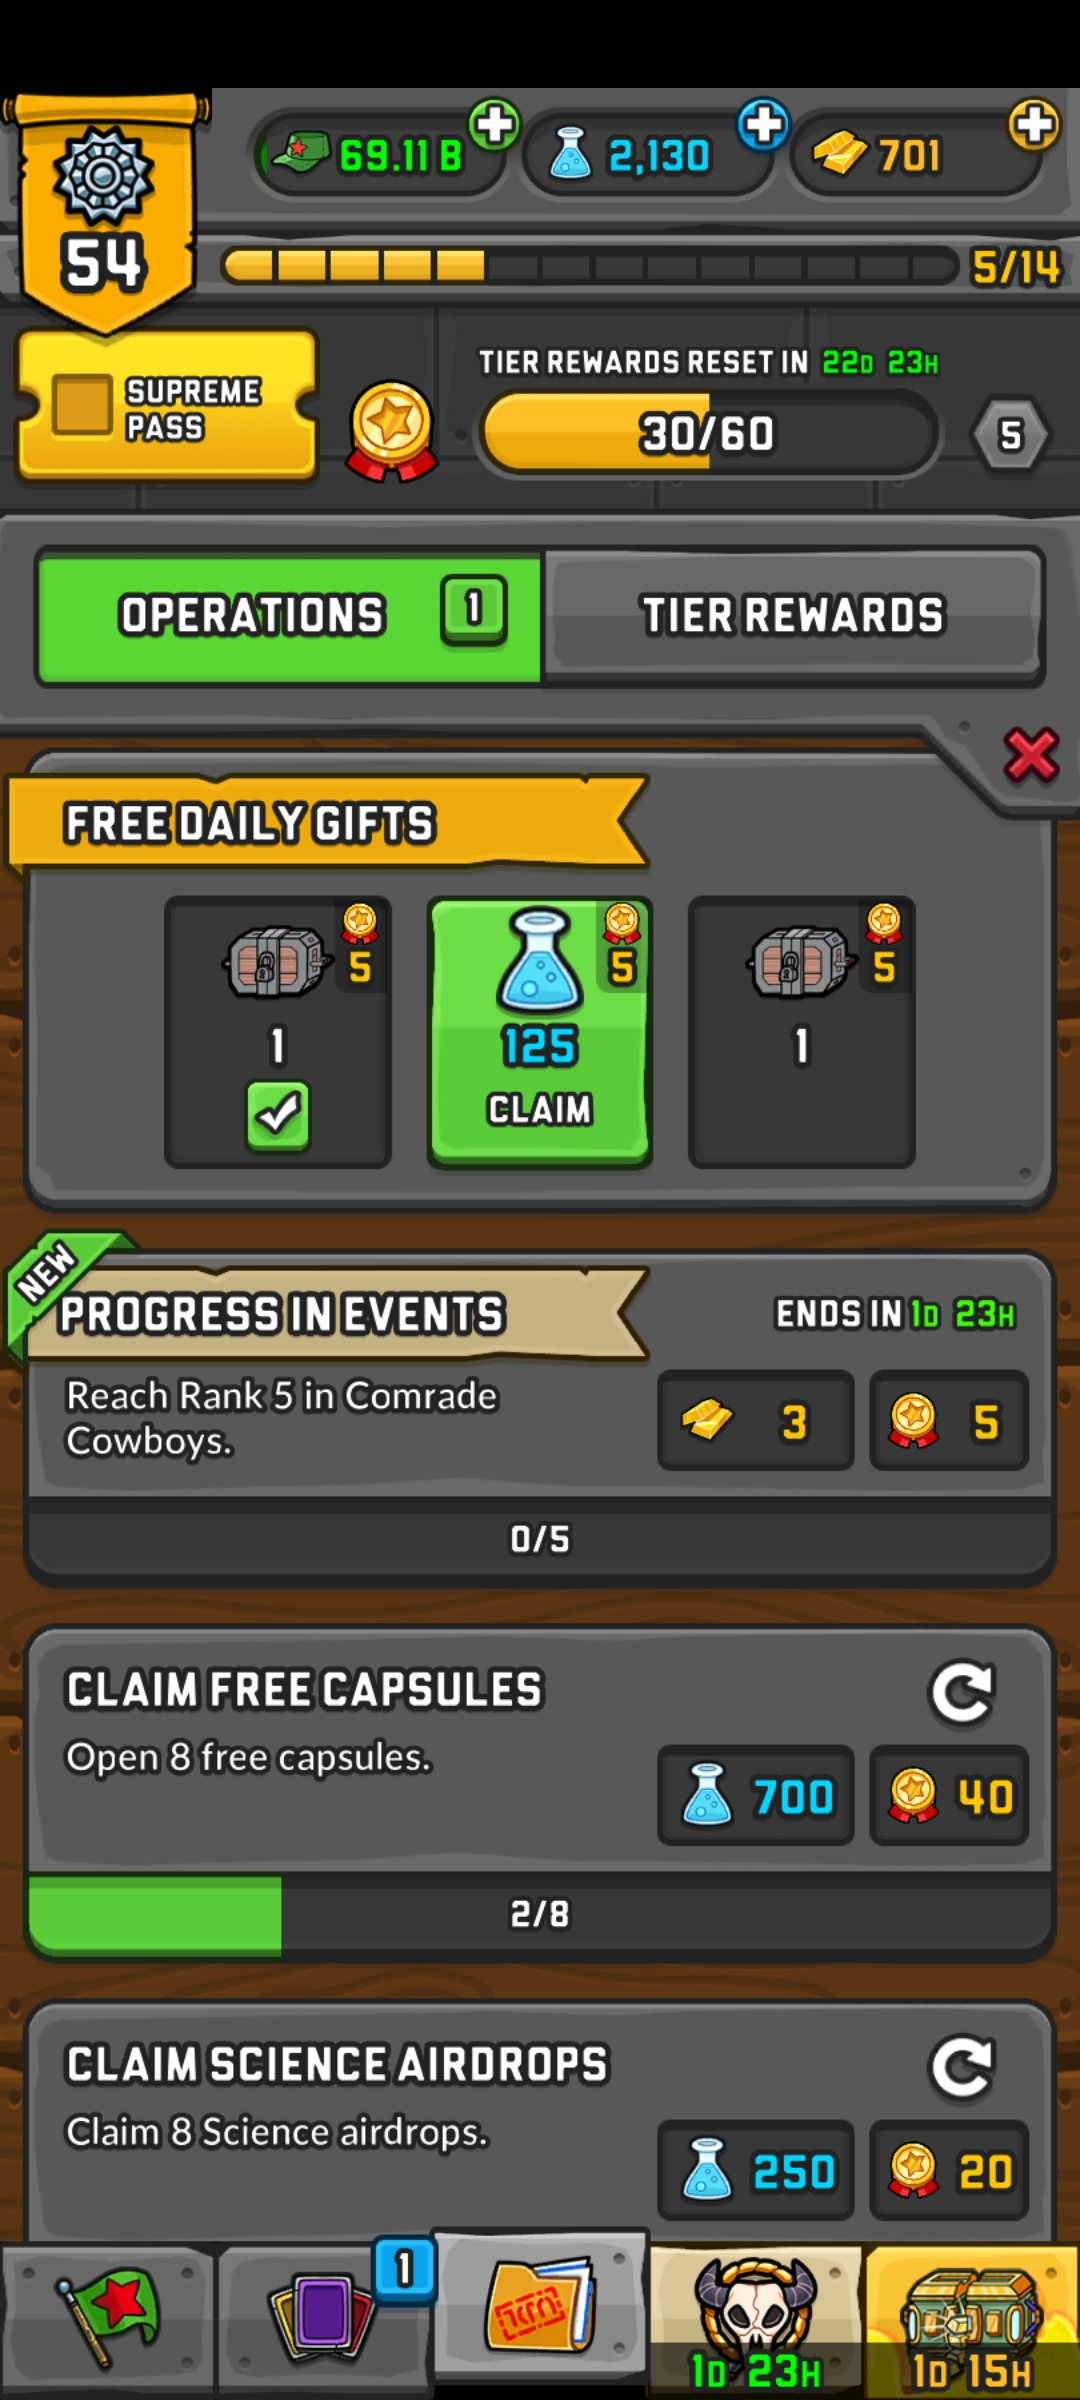 54
69.11 B
2,130
701
5/14
SUPREME
PASS
TIER REWARDS RESET IN 22D 23H
30/60
5
OPERATIONS 1
TIER REWARDS
FREE DAILY GIFTS
5
1
5
125
CLAIM
5
1
NEW
PROGRESS IN EVENTS
ENDS IN 1D 23H
Reach Rank 5 in Comrade
Cowboys.
3
5
0/5
CLAIM FREE CAPSULES
Open 8 free capsules.
700
40
2/8
CLAIM SCIENCE AIRDROPS
Claim 8 Science airdrops.
250
20
1
1D 23H
1D 15H